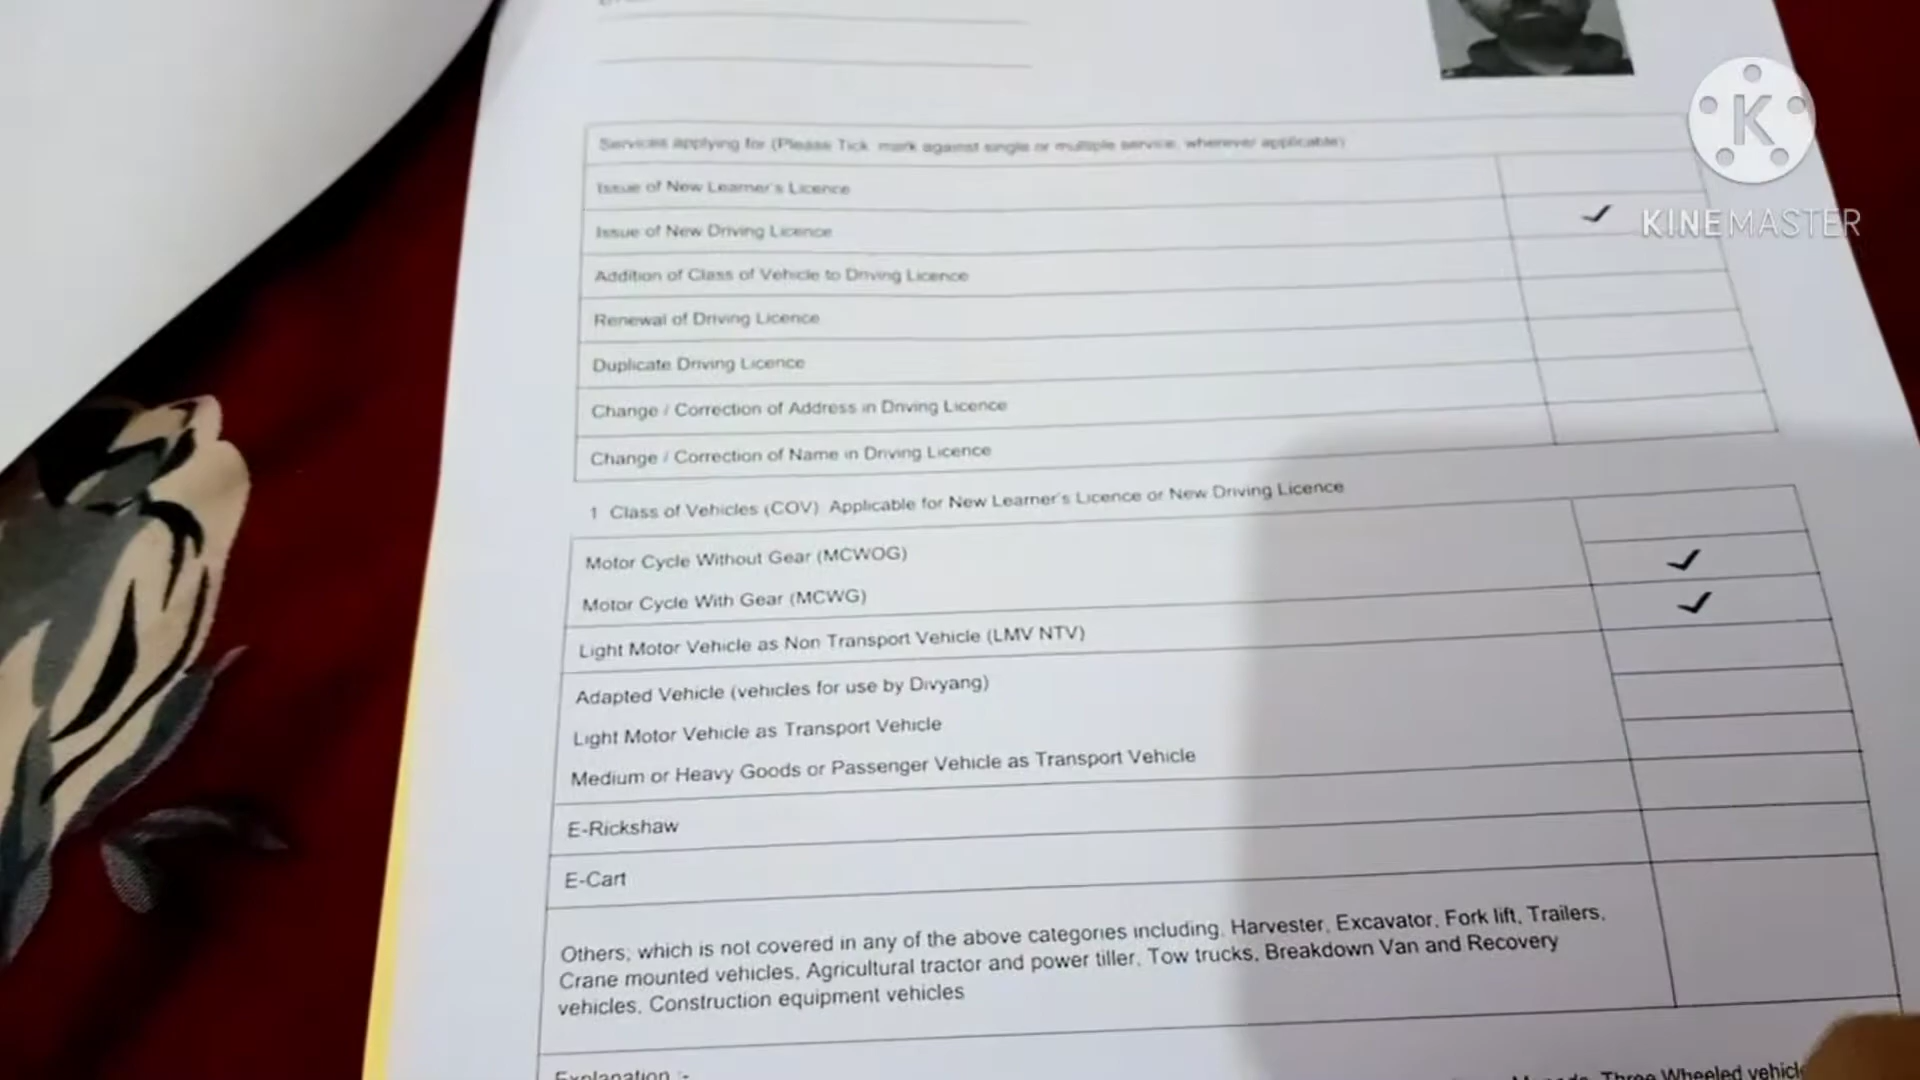 Services applying for (Please Tick mark against single or multiple service, wherever applicable)
Issue of New Learner's Licence
Issue of New Driving Licence
Addition of Class of Vehicle to Driving Licence
Renewal of Driving Licence
Duplicate Driving Licence
Change / Correction of Address in Driving Licence
Change / Correction of Name in Driving Licence
1 Class of Vehicles (COV) Applicable for New Learner's Licence or New Driving Licence
Motor Cycle Without Gear (MCWOG)
Motor Cycle With Gear (MCWG)
Light Motor Vehicle as Non Transport Vehicle (LMV NTV)
Adapted Vehicle (vehicles for use by Divyang)
Light Motor Vehicle as Transport Vehicle
Medium or Heavy Goods or Passenger Vehicle as Transport Vehicle
E-Rickshaw
E-Cart
Others, which is not covered in any of the above categories including, Harvester, Excavator, Fork lift, Trailers,
Crane mounted vehicles, Agricultural tractor and power tiller, Tow trucks, Breakdown Van and Recovery
vehicles, Construction equipment vehicles
Explanation :-
Three Wheeled
K
KINEMASTER